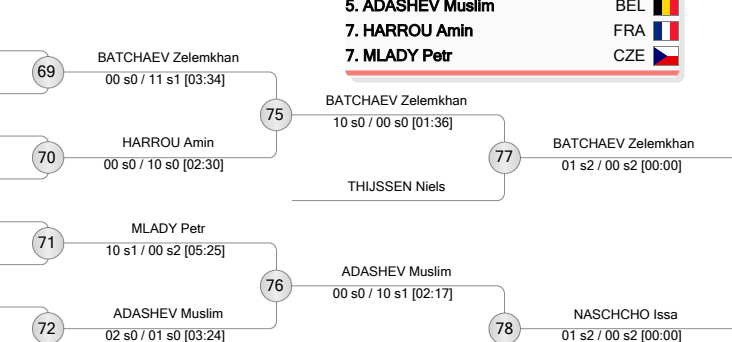 5. ADASHEV Muslim BEL
7. HARROU Amin FRA
7. MLADY Petr CZE
69
BATCHAEV Zelemkhan
00 s0 / 11 s1 [03:34]
75
BATCHAEV Zelemkhan
10 s0 / 00 s0 [01:36]
70
HARROU Amin
00 s0 / 10 s0 [02:30]
77
BATCHAEV Zelemkhan
01 s2 / 00 s2 [00:00]
THIJSSEN Niels
71
MLADY Petr
10 s1 / 00 s2 [05:25]
76
ADASHEV Muslim
00 s0 / 10 s1 [02:17]
72
ADASHEV Muslim
02 s0 / 01 s0 [03:24]
78
NASCHCHO Issa
01 s2 / 00 s2 [00:00]